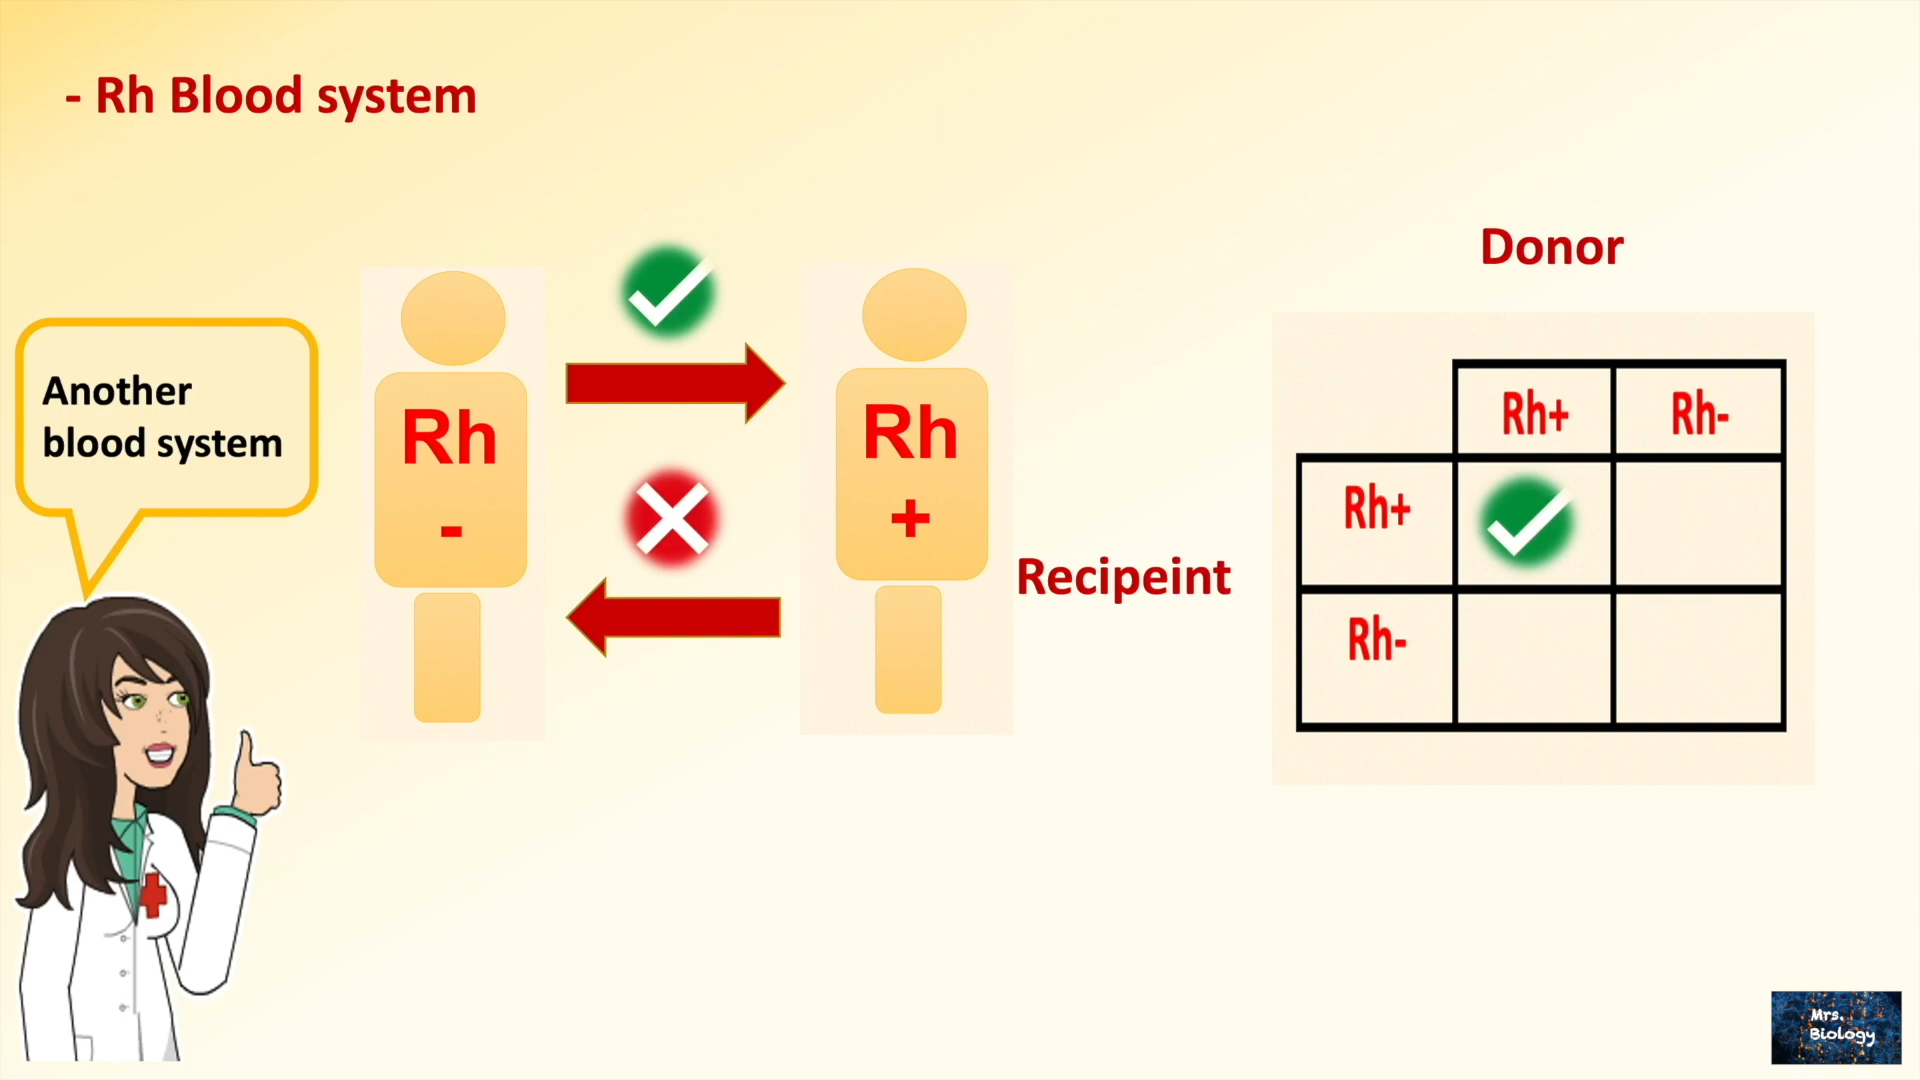 - Rh Blood system
Another
blood system
Rh
-
Rh
+
Recipeint
Donor
Rh+ Rh-
Rh+
Rh-
Mrs.
Biology